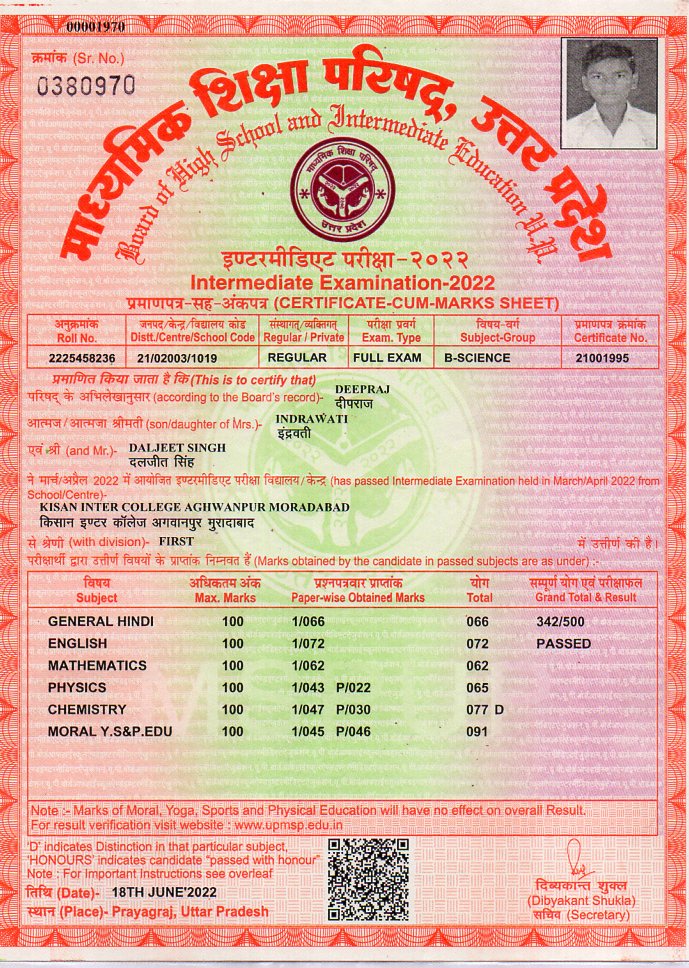 00001970
क्रमांक (Sr. No.)
0380970
माध्यमिक शिक्षा परिषद्, उत्तर प्रदेश
Board of High School and Intermediate Education U.P.
माध्यमिक शिक्षा परिषद
उत्तर प्रदेश
इण्टरमीडिएट परीक्षा-२०२२
Intermediate Examination-2022
प्रमाणपत्र-सह-अंकपत्र (CERTIFICATE-CUM-MARKS SHEET)
अनुक्रमांक जनपद/केन्द्र/विद्यालय कोड संस्थागत/व्यक्तिगत परीक्षा प्रवर्ग विषय-वर्ग प्रमाणपत्र क्रमांक
Roll No. Distt./Centre/School Code Regular / Private Exam. Type Subject-Group Certificate No.
2225458236 21/02003/1019 REGULAR FULL EXAM B-SCIENCE 21001995
प्रमाणित किया जाता है कि (This is to certify that)
DEEPRAJ
परिषद् के अभिलेखानुसार (according to the Board's record)- दीपराज
INDRAWATI
आत्मज/आत्मजा श्रीमती (son/daughter of Mrs.)- इंद्रवती
DALJEET SINGH
एवं श्री (and Mr.)- दलजीत सिंह
ने मार्च/अप्रैल 2022 में आयोजित इण्टरमीडिएट परीक्षा विद्यालय/केन्द्र (has passed Intermediate Examination held in March/April 2022 from
School/Centre)-
KISAN INTER COLLEGE AGHWANPUR MORADABAD
किसान इण्टर कॉलेज अगवानपुर मुरादाबाद
से श्रेणी (with division)- FIRST में उत्तीर्ण की है।
परीक्षार्थी द्वारा उत्तीर्ण विषयों के प्राप्तांक निम्नवत हैं (Marks obtained by the candidate in passed subjects are as under) :-
विषय अधिकतम अंक प्रश्नपत्रवार प्राप्तांक योग सम्पूर्ण योग एवं परीक्षाफल
Subject Max. Marks Paper-wise Obtained Marks Total Grand Total & Result
GENERAL HINDI 100 1/066 066 342/500
ENGLISH 100 1/072 072 PASSED
MATHEMATICS 100 1/062 062
PHYSICS 100 1/043 P/022 065
CHEMISTRY 100 1/047 P/030 077 D
MORAL Y.S&P.EDU 100 1/045 P/046 091
Note :- Marks of Moral, Yoga, Sports and Physical Education will have no effect on overall Result.
For result verification visit website : www.upmsp.edu.in
'D' indicates Distinction in that particular subject,
'HONOURS' indicates candidate "passed with honour"
Note : For Important Instructions see overleaf
तिथि (Date)- 18TH JUNE'2022
स्थान (Place)- Prayagraj, Uttar Pradesh
दिब्यकान्त शुक्ल
(Dibyakant Shukla)
सचिव (Secretary)